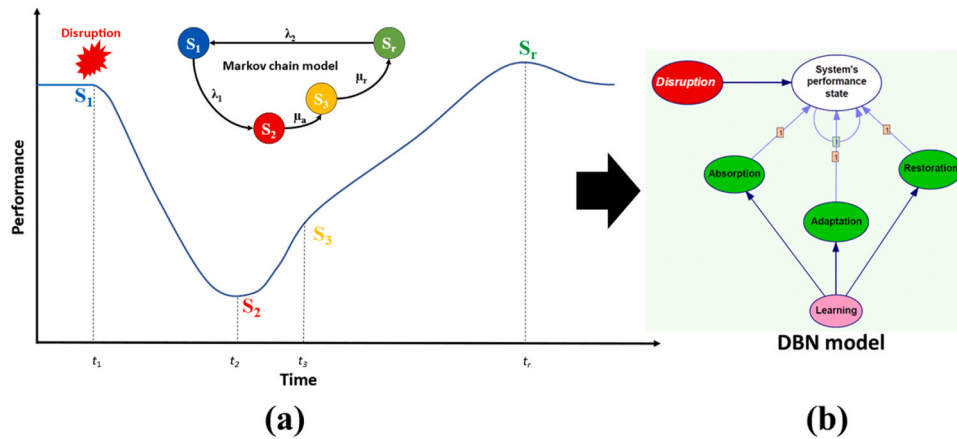 Disruption
S1
λ2
Sr
Markov chain model
λ1
μr
S3
μa
S2
S1
Sr
S3
S2
Performance
t1
t2
t3
tr
Time
(a)
Disruption
System's
performance
state
1
1
1
1
Absorption
Restoration
Adaptation
Learning
DBN model
(b)